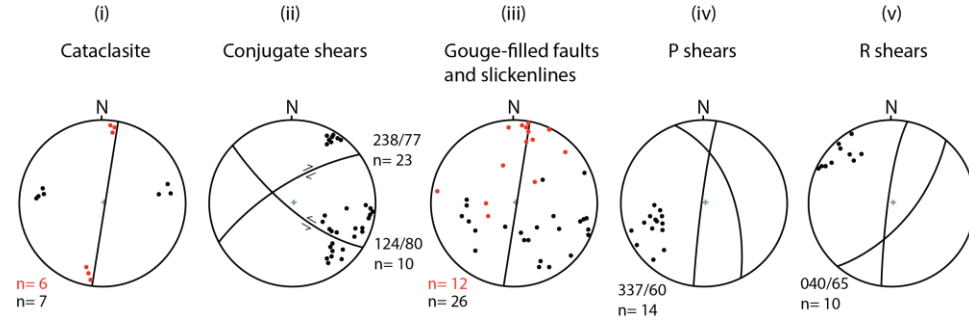 (i)
Cataclasite
N
n= 6
n= 7
(ii)
Conjugate shears
N
238/77
n= 23
124/80
n= 10
(iii)
Gouge-filled faults
and slickenlines
N
n= 12
n= 26
(iv)
P shears
N
337/60
n= 14
(v)
R shears
N
040/65
n= 10